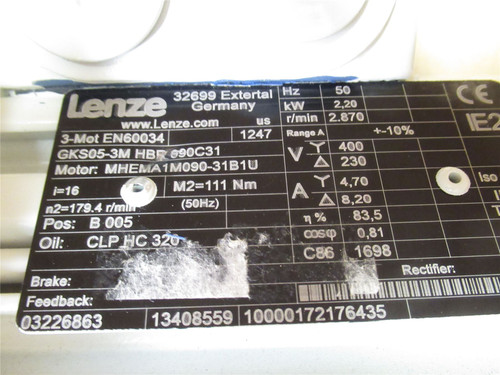 Lenze
32699 Extertal
Germany
www.Lenze.com us
3-Mot EN60034 1247
GKS05-3M HBR 090C31
Motor: MHEMA1M090-31B1U
i=16 M2=111 Nm
n2=179.4 r/min (50Hz)
Pos: B 005
Oil: CLP HC 320
Brake:
Feedback:
03226863 13408559 10000172176435
Hz 50
kW 2,20
r/min 2.870
Range A +-10%
V Y 400
△ 230
A Y 4,70
△ 8,20
η % 83,5
cosφ 0,81
C86 1698
Rectifier:
CE
IE2
Iso